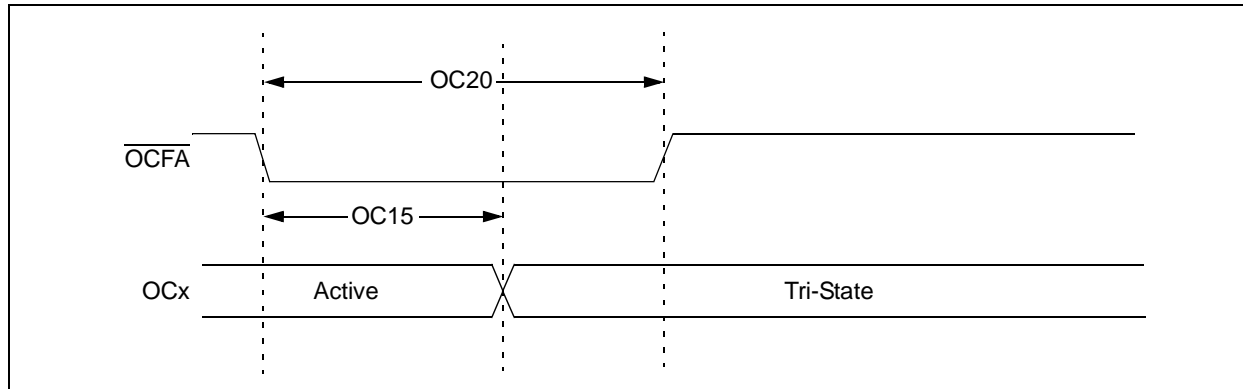 OC20
OCFA
OC15
OCx
Active
Tri-State